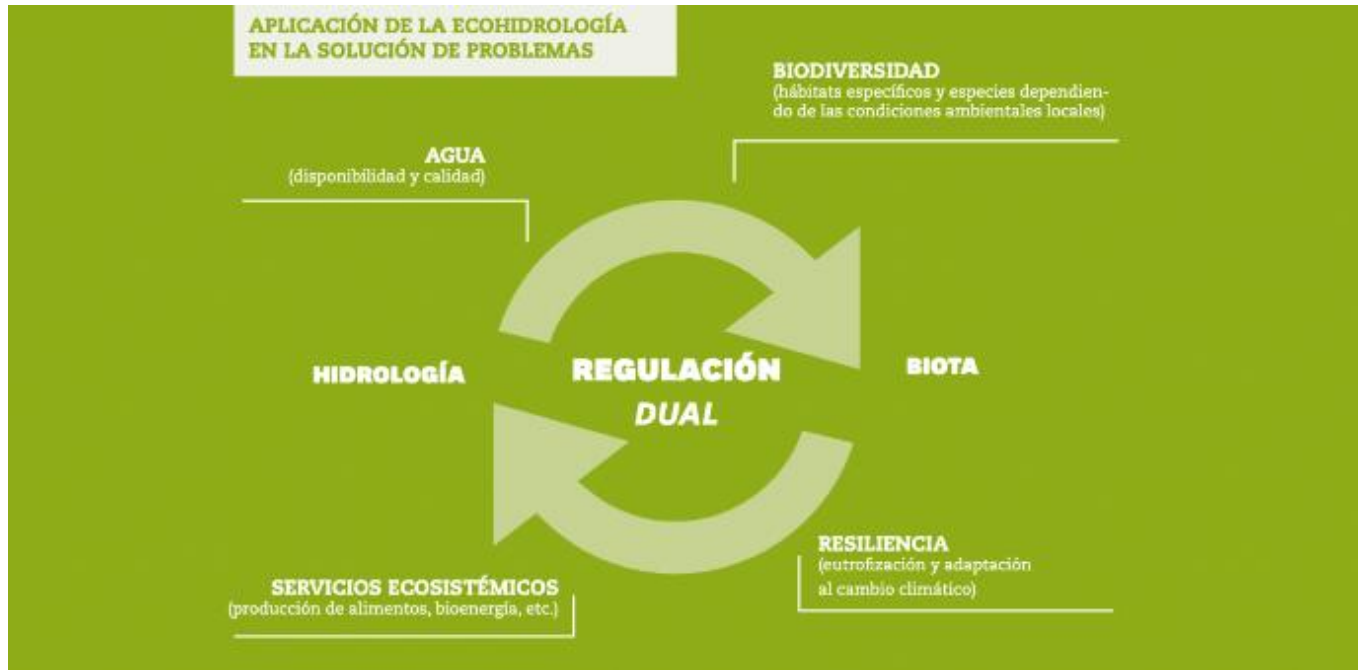 APLICACIÓN DE LA ECOHIDROLOGÍA
EN LA SOLUCIÓN DE PROBLEMAS
BIODIVERSIDAD
(hábitats específicos y especies dependien-
do de las condiciones ambientales locales)
AGUA
(disponibilidad y calidad)
HIDROLOGÍA
REGULACIÓN
DUAL
BIOTA
RESILIENCIA
(eutrofización y adaptación
al cambio climático)
SERVICIOS ECOSISTÉMICOS
(producción de alimentos, bioenergía, etc.)